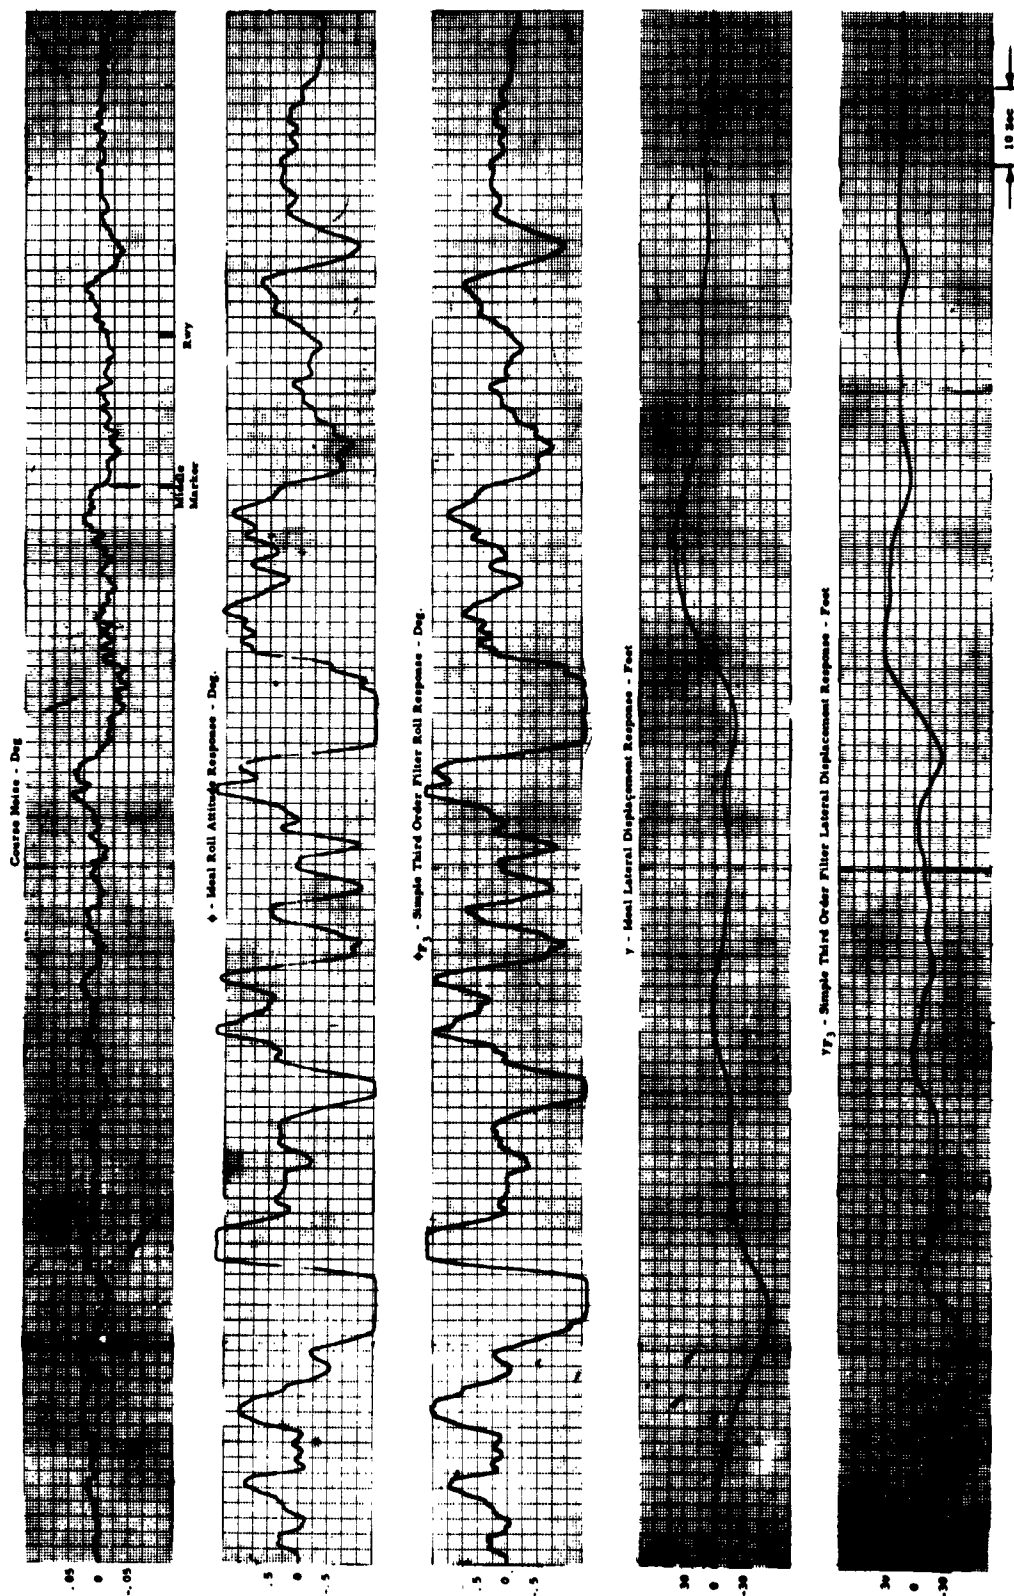 Course Noise - Deg
.05
0
-.05
Middle
Marker
Rwy
ϕ - Ideal Roll Attitude Response - Deg.
.5
0
-.5
ϕF3 - Simple Third Order Filter Roll Response - Deg.
.5
0
-.5
y - Ideal Lateral Displacement Response - Feet
30
0
-30
yF3 - Simple Third Order Filter Lateral Displacement Response - Feet
30
0
-30
10 Sec